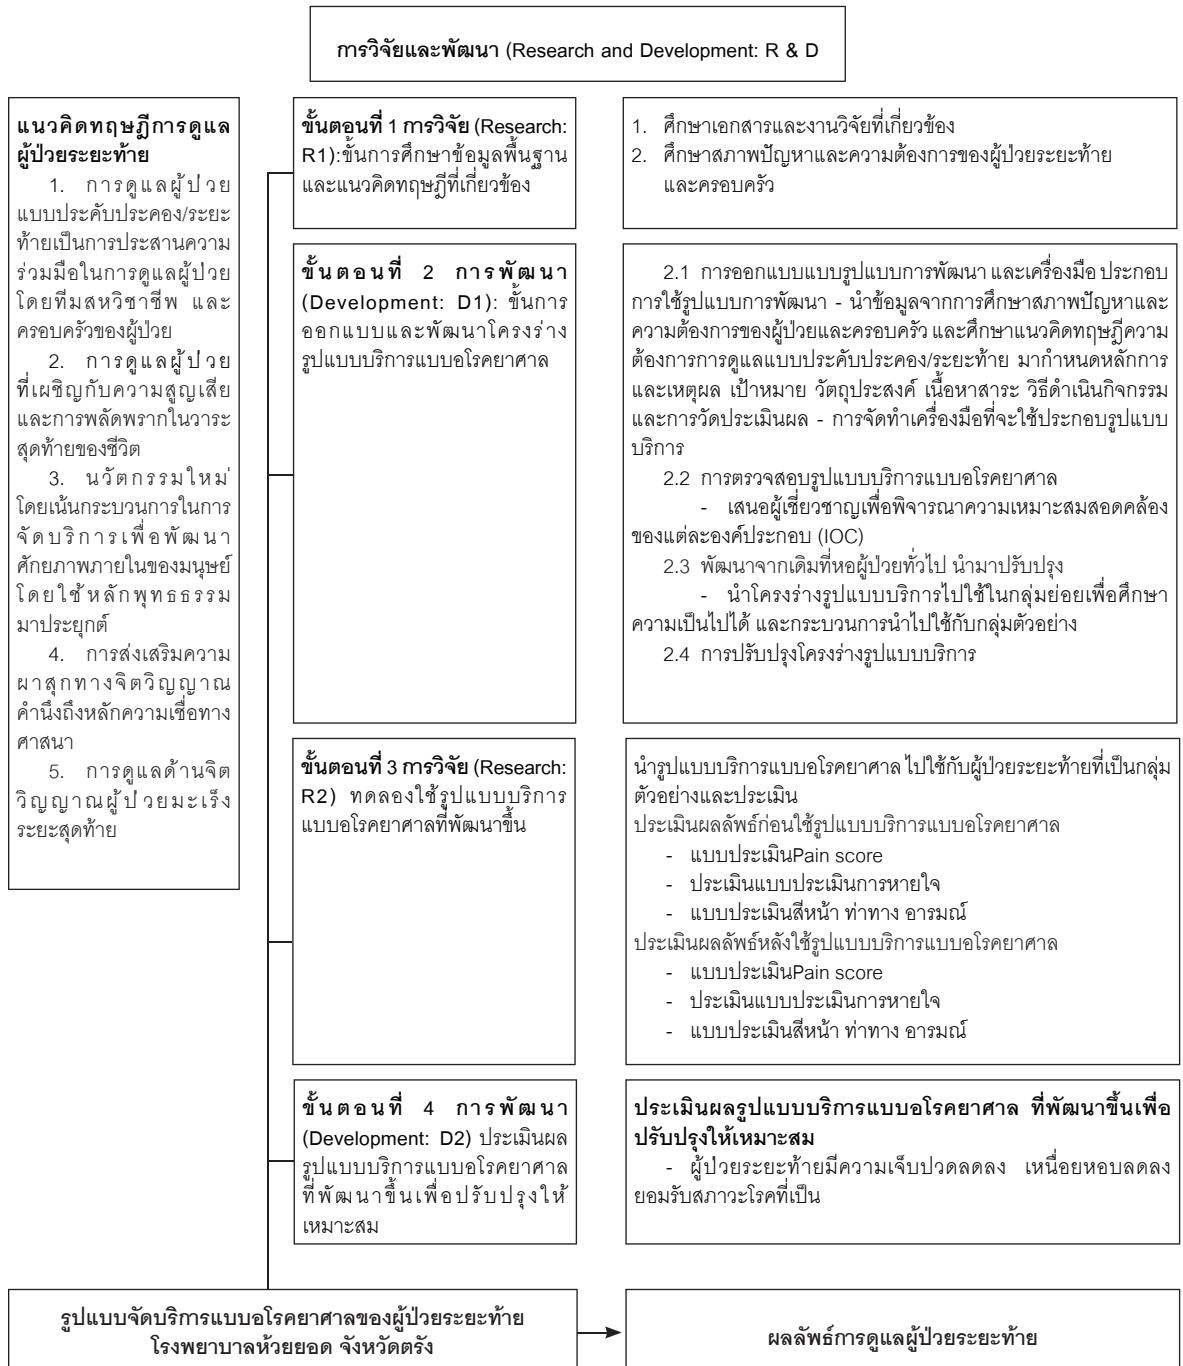 การวิจัยและพัฒนา (Research and Development: R & D
แนวคิดทฤษฎีการดูแล
ผู้ป่วยระยะท้าย
1. การดูแลผู้ป่วย
แบบประคับประคอง/ระยะ
ท้ายเป็นการประสานความ
ร่วมมือในการดูแลผู้ป่วย
โดยทีมสหวิชาชีพ และ
ครอบครัวของผู้ป่วย
2. การดูแลผู้ป่วย
ที่เผชิญกับความสูญเสีย
และการพลัดพรากในวาระ
สุดท้ายของชีวิต
3. นวัตกรรมใหม่
โดยเน้นกระบวนการในการ
จัดบริการเพื่อพัฒนา
ศักยภาพภายในของมนุษย์
โดยใช้หลักพุทธธรรม
มาประยุกต์
4. การส่งเสริมความ
ผาสุกทางจิตวิญญาณ
คำนึงถึงหลักความเชื่อทาง
ศาสนา
5. การดูแลด้านจิต
วิญญาณผู้ป่วยมะเร็ง
ระยะสุดท้าย
ขั้นตอนที่ 1 การวิจัย (Research:
R1):ขั้นการศึกษาข้อมูลพื้นฐาน
และแนวคิดทฤษฎีที่เกี่ยวข้อง
1. ศึกษาเอกสารและงานวิจัยที่เกี่ยวข้อง
2. ศึกษาสภาพปัญหาและความต้องการของผู้ป่วยระยะท้าย
และครอบครัว
ขั้นตอนที่ 2 การพัฒนา
(Development: D1): ขั้นการ
ออกแบบและพัฒนาโครงร่าง
รูปแบบบริการแบบอโรคยาศาล
2.1 การออกแบบแบบรูปแบบการพัฒนา และเครื่องมือ ประกอบ
การใช้รูปแบบการพัฒนา - นำข้อมูลจากการศึกษาสภาพปัญหาและ
ความต้องการของผู้ป่วยและครอบครัว และศึกษาแนวคิดทฤษฎีความ
ต้องการการดูแลแบบประคับประคอง/ระยะท้าย มากำหนดหลักการ
และเหตุผล เป้าหมาย วัตถุประสงค์ เนื้อหาสาระ วิธีดำเนินกิจกรรม
และการวัดประเมินผล - การจัดทำเครื่องมือที่จะใช้ประกอบรูปแบบ
บริการ
2.2 การตรวจสอบรูปแบบบริการแบบอโรคยาศาล
- เสนอผู้เชี่ยวชาญเพื่อพิจารณาความเหมาะสมสอดคล้อง
ของแต่ละองค์ประกอบ (IOC)
2.3 พัฒนาจากเดิมที่หอผู้ป่วยทั่วไป นำมาปรับปรุง
- นำโครงร่างรูปแบบบริการไปใช้ในกลุ่มย่อยเพื่อศึกษา
ความเป็นไปได้ และกระบวนการนำไปใช้กับกลุ่มตัวอย่าง
2.4 การปรับปรุงโครงร่างรูปแบบบริการ
ขั้นตอนที่ 3 การวิจัย (Research:
R2) ทดลองใช้รูปแบบบริการ
แบบอโรคยาศาลที่พัฒนาขึ้น
นำรูปแบบบริการแบบอโรคยาศาล ไปใช้กับผู้ป่วยระยะท้ายที่เป็นกลุ่ม
ตัวอย่างและประเมิน
ประเมินผลลัพธ์ก่อนใช้รูปแบบบริการแบบอโรคยาศาล
- แบบประเมินPain score
- ประเมินแบบประเมินการหายใจ
- แบบประเมินสีหน้า ท่าทาง อารมณ์
ประเมินผลลัพธ์หลังใช้รูปแบบบริการแบบอโรคยาศาล
- แบบประเมินPain score
- ประเมินแบบประเมินการหายใจ
- แบบประเมินสีหน้า ท่าทาง อารมณ์
ขั้นตอนที่ 4 การพัฒนา
(Development: D2) ประเมินผล
รูปแบบบริการแบบอโรคยาศาล
ที่พัฒนาขึ้นเพื่อปรับปรุงให้
เหมาะสม
ประเมินผลรูปแบบบริการแบบอโรคยาศาล ที่พัฒนาขึ้นเพื่อ
ปรับปรุงให้เหมาะสม
- ผู้ป่วยระยะท้ายมีความเจ็บปวดลดลง เหนื่อยหอบลดลง
ยอมรับสภาวะโรคที่เป็น
รูปแบบจัดบริการแบบอโรคยาศาลของผู้ป่วยระยะท้าย
โรงพยาบาลห้วยยอด จังหวัดตรัง
ผลลัพธ์การดูแลผู้ป่วยระยะท้าย